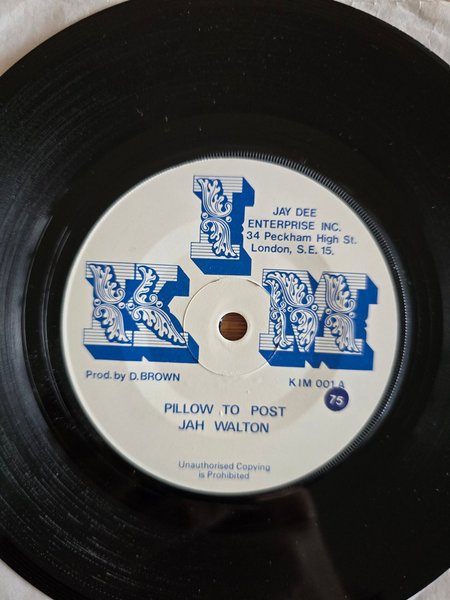 KIM
JAY DEE
ENTERPRISE INC.
34 Peckham High St.
London, S.E. 15.
Prod. by D. BROWN
KIM 001 A
75
PILLOW TO POST
JAH WALTON
Unauthorised Copying
is Prohibited